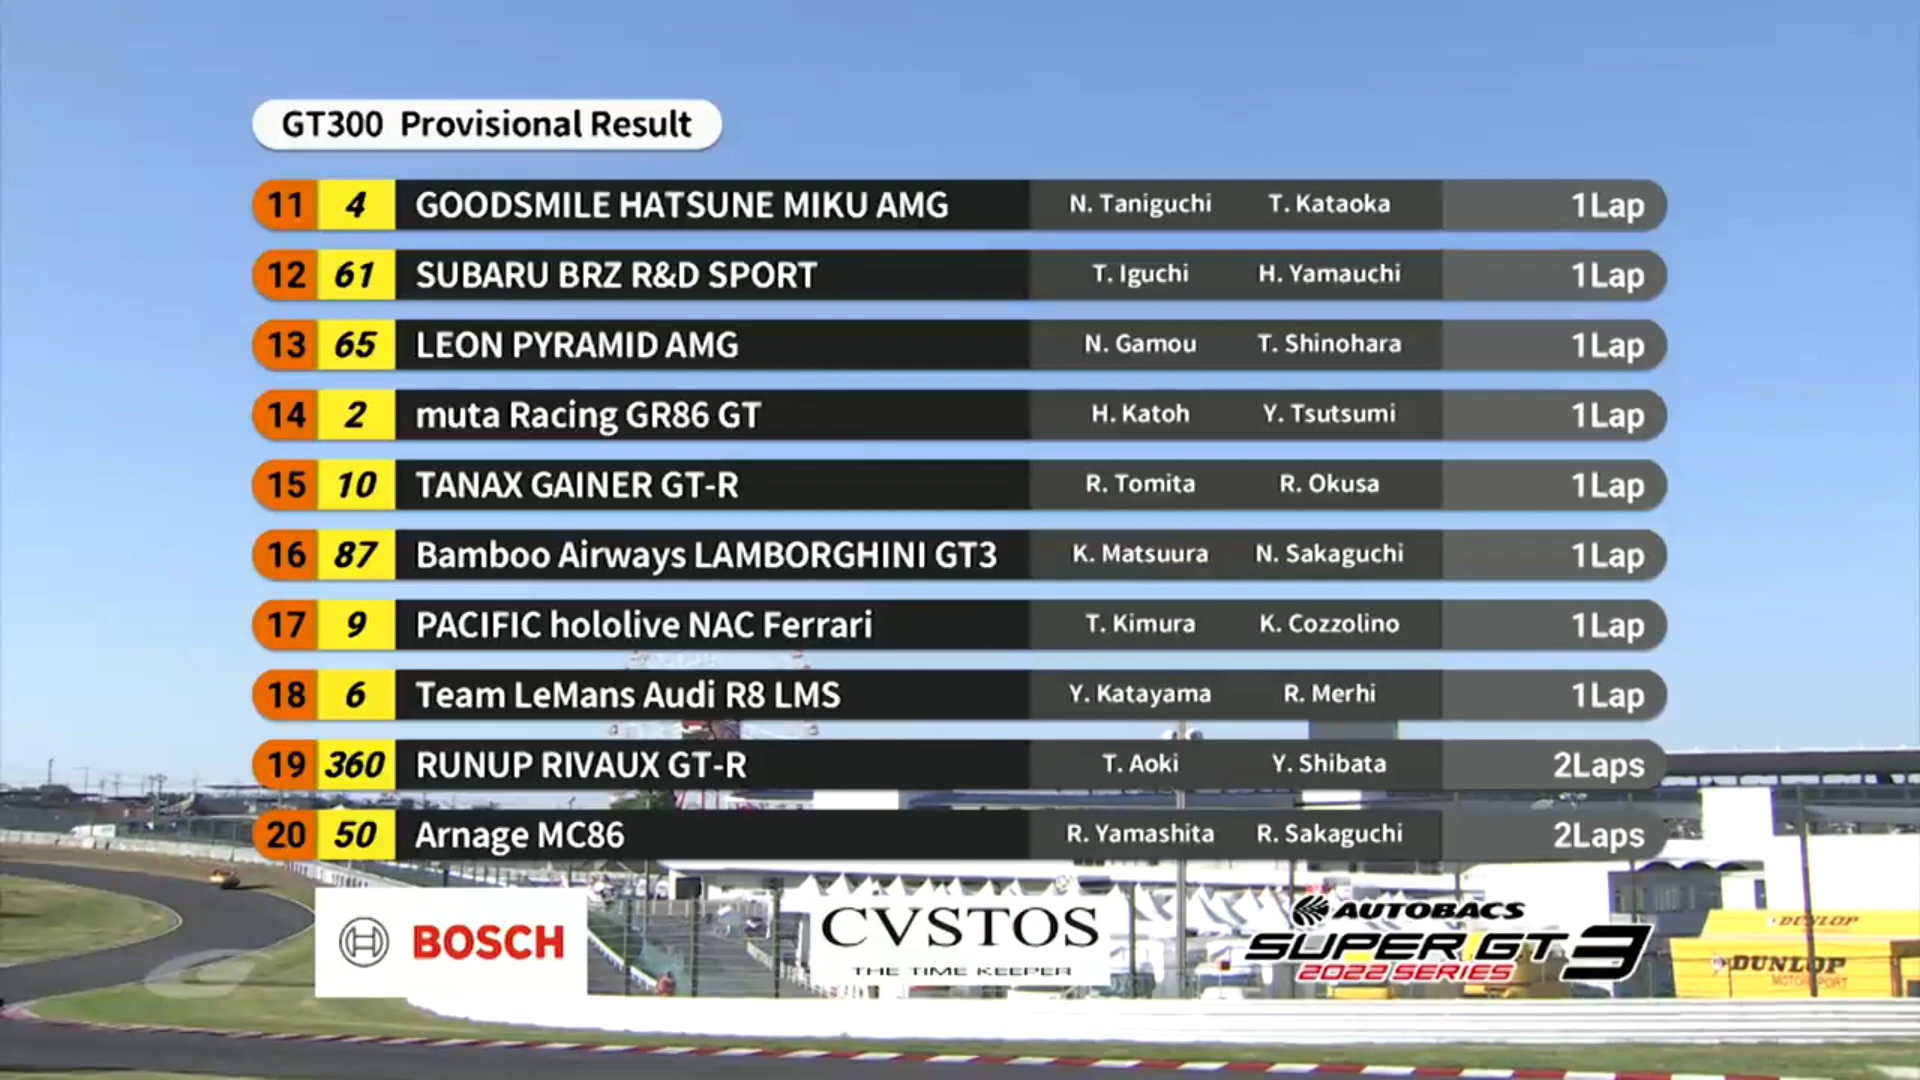 GT300 Provisional Result
11 4 GOODSMILE HATSUNE MIKU AMG N. Taniguchi T. Kataoka 1Lap
12 61 SUBARU BRZ R&D SPORT T. Iguchi H. Yamauchi 1Lap
13 65 LEON PYRAMID AMG N. Gamou T. Shinohara 1Lap
14 2 muta Racing GR86 GT H. Katoh Y. Tsutsumi 1Lap
15 10 TANAX GAINER GT-R R. Tomita R. Okusa 1Lap
16 87 Bamboo Airways LAMBORGHINI GT3 K. Matsuura N. Sakaguchi 1Lap
17 9 PACIFIC hololive NAC Ferrari T. Kimura K. Cozzolino 1Lap
18 6 Team LeMans Audi R8 LMS Y. Katayama R. Merhi 1Lap
19 360 RUNUP RIVAUX GT-R T. Aoki Y. Shibata 2Laps
20 50 Arnage MC86 R. Yamashita R. Sakaguchi 2Laps
BOSCH
CVSTOS
THE TIME KEEPER
AUTOBACS
SUPER GT 3
2022 SERIES
DUNLOP
DUNLOP
MOTORSPORT